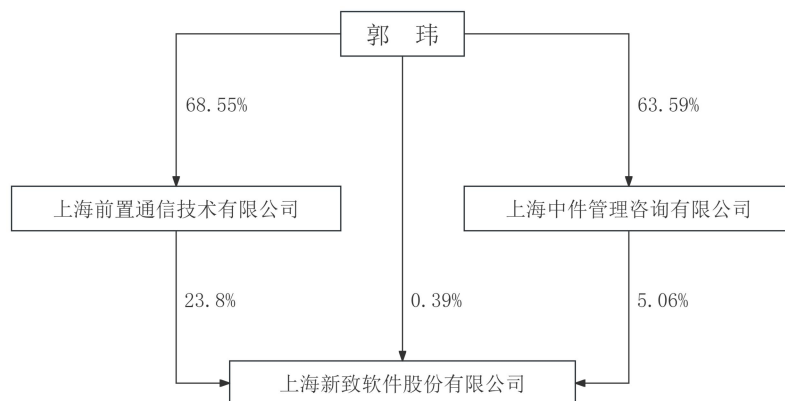 郭 玮
68.55%
63.59%
上海前置通信技术有限公司
上海中件管理咨询有限公司
23.8%
0.39%
5.06%
上海新致软件股份有限公司